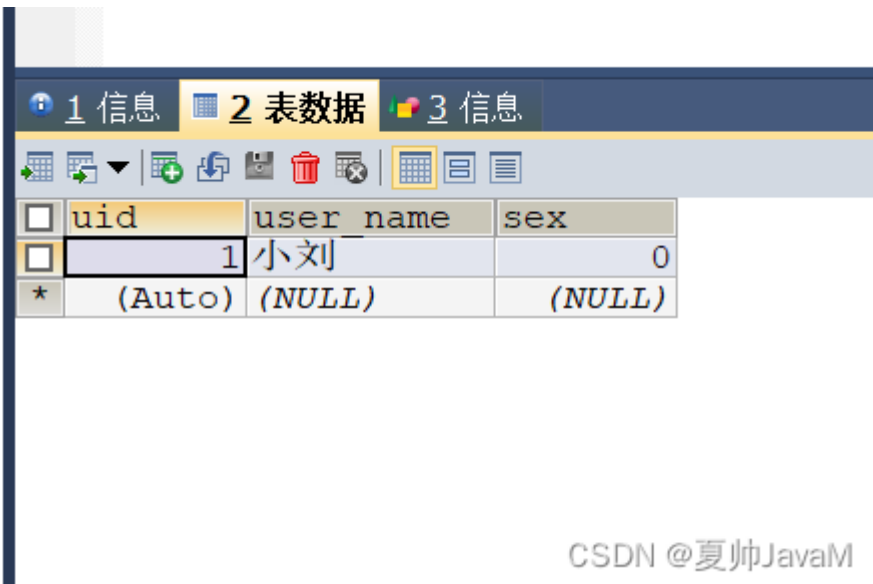 1 信息 2 表数据 3 信息
uid user_name sex
1 小刘 0
* (Auto) (NULL) (NULL)
CSDN @夏帅JavaM